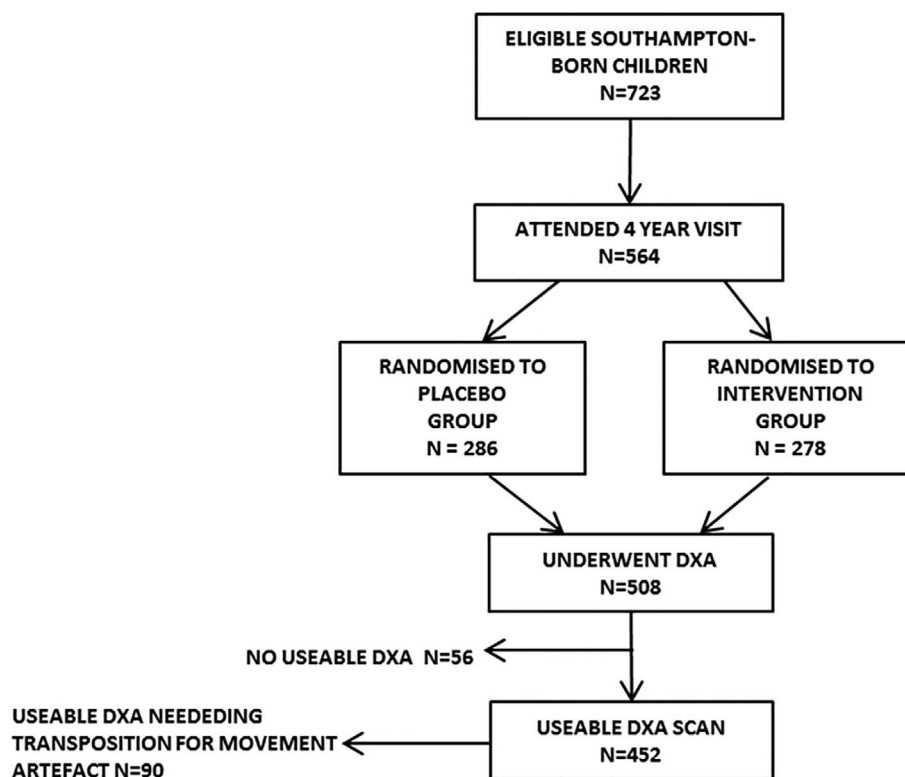 ELIGIBLE SOUTHAMPTON-
BORN CHILDREN
N=723
ATTENDED 4 YEAR VISIT
N=564
RANDOMISED TO
PLACEBO
GROUP
N = 286
RANDOMISED TO
INTERVENTION
GROUP
N = 278
UNDERWENT DXA
N=508
NO USEABLE DXA N=56
USEABLE DXA SCAN
N=452
USEABLE DXA NEEDEDING
TRANSPOSITION FOR MOVEMENT
ARTEFACT N=90